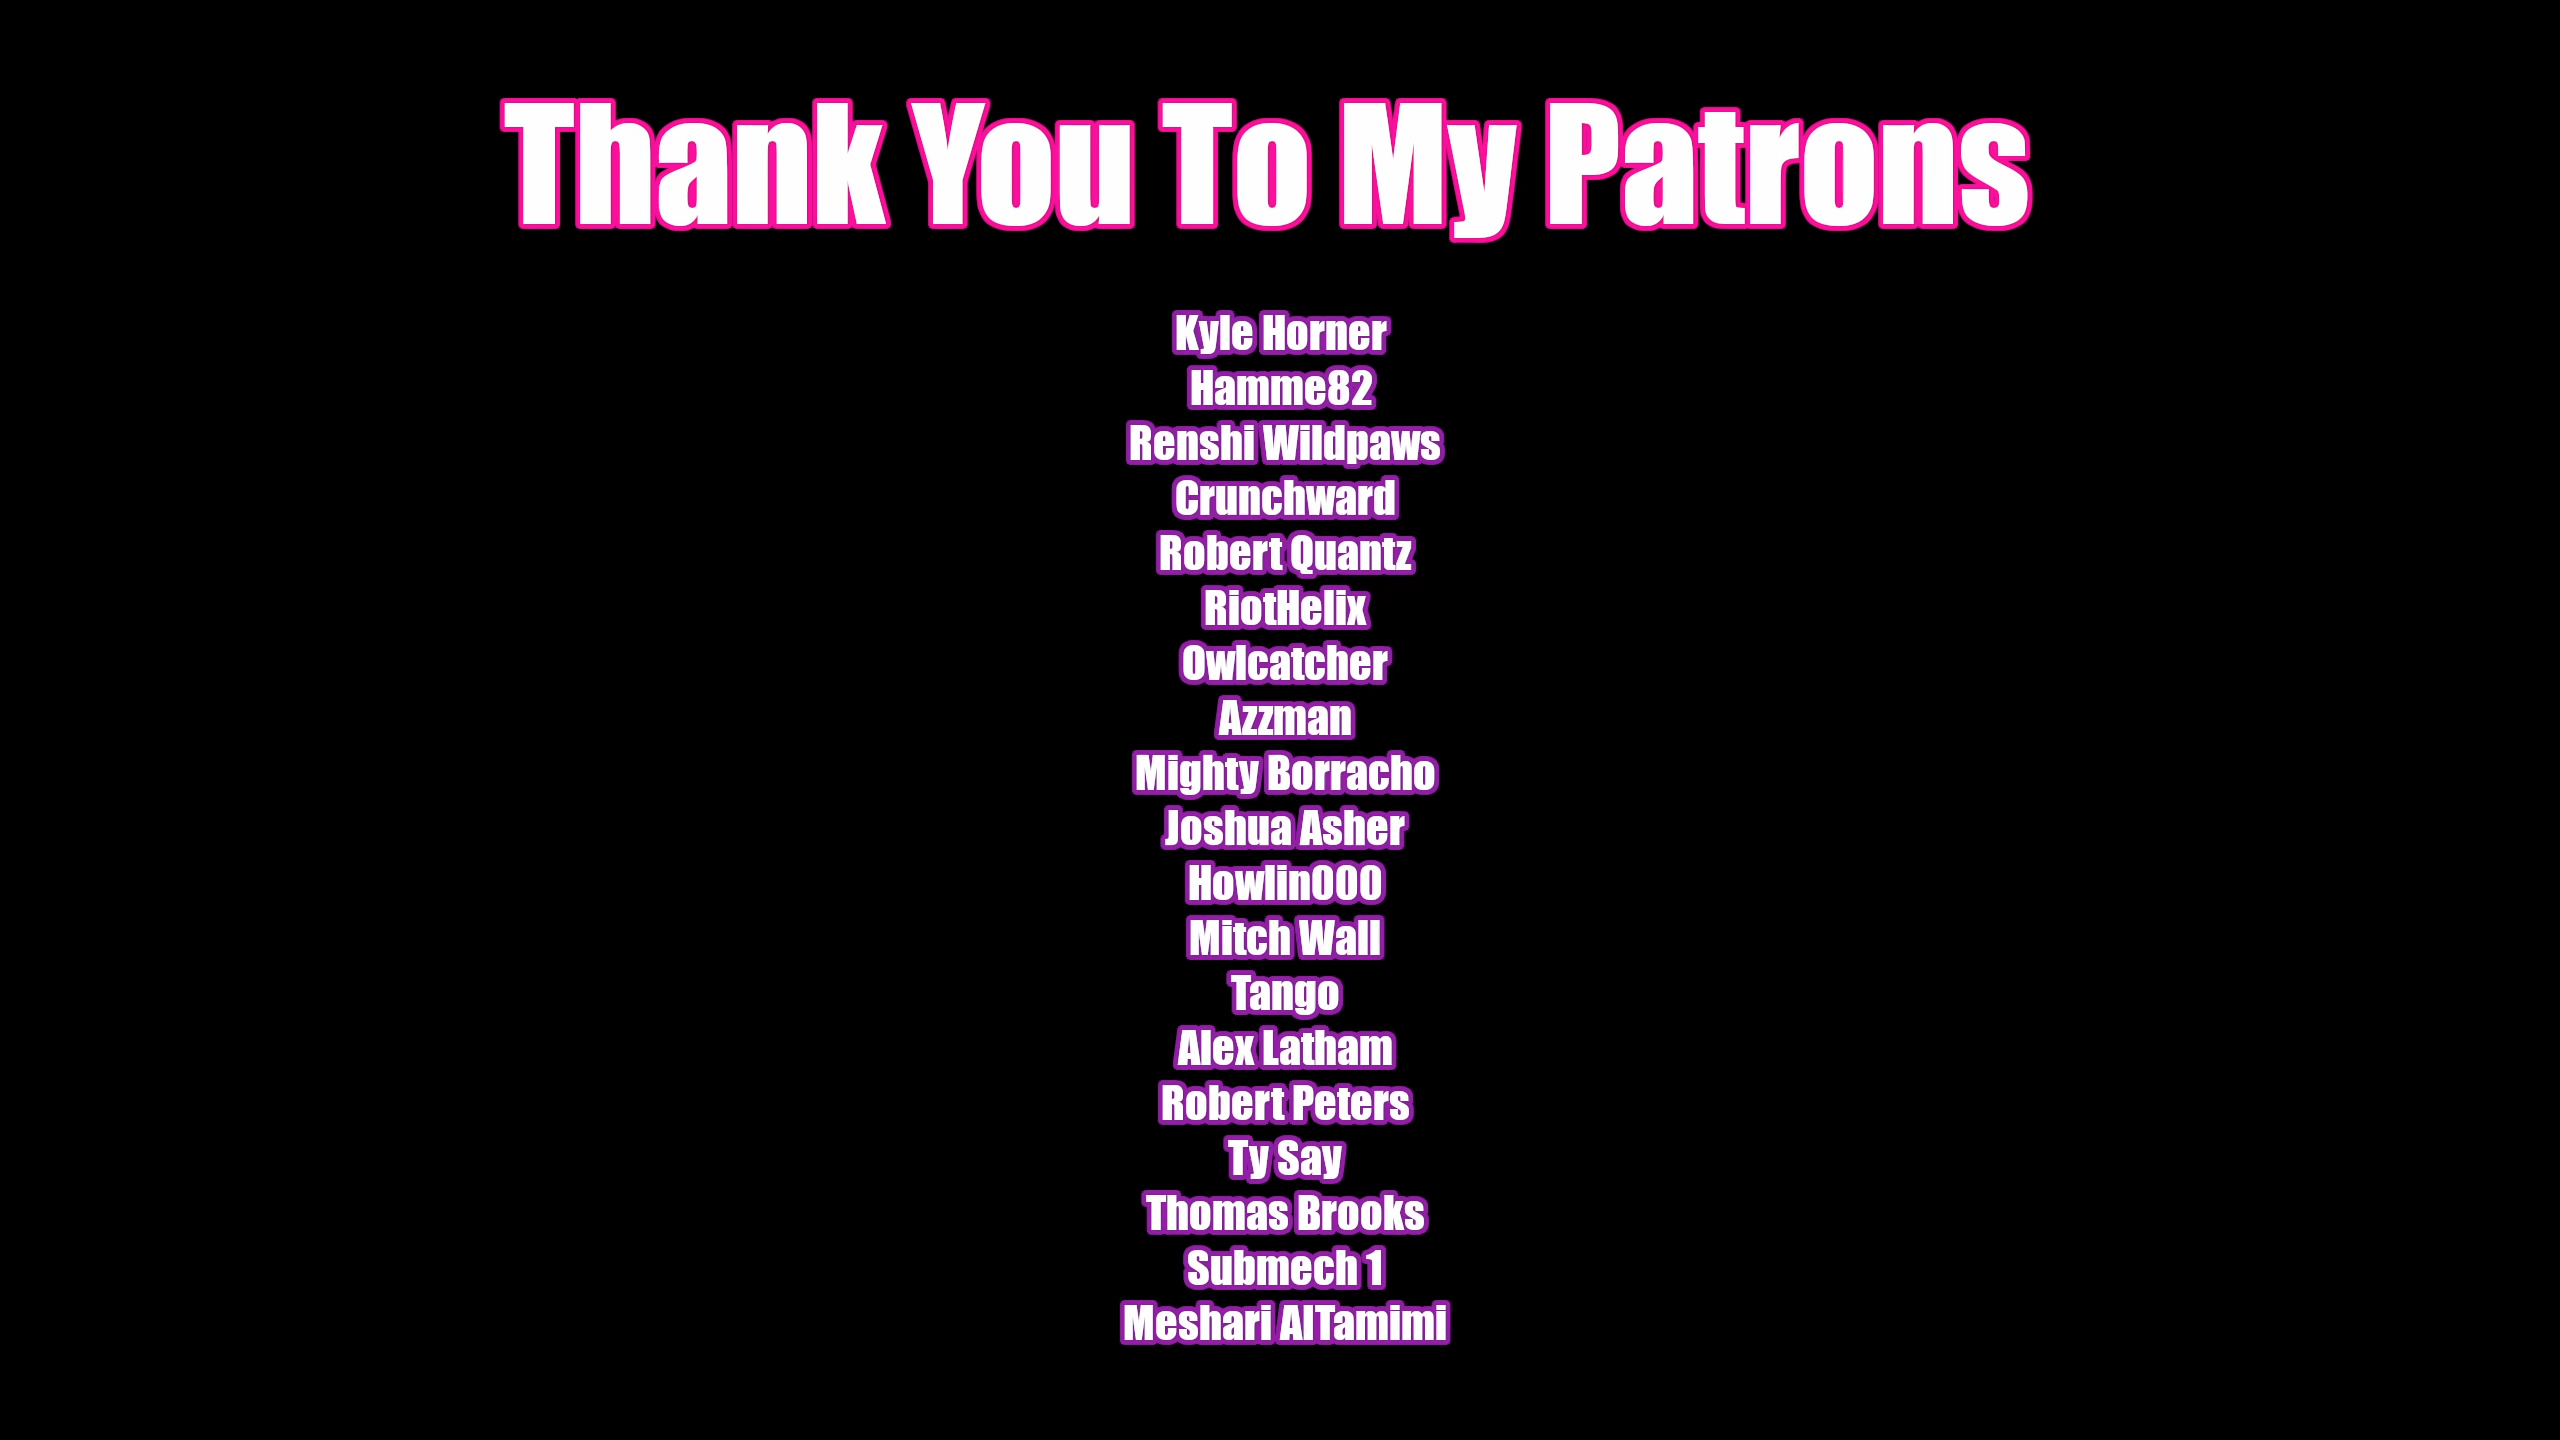 Thank You To My Patrons
Kyle Horner
Hamme82
Renshi Wildpaws
Crunchward
Robert Quantz
RiotHelix
Owlcatcher
Azzman
Mighty Borracho
Joshua Asher
Howlin000
Mitch Wall
Tango
Alex Latham
Robert Peters
Ty Say
Thomas Brooks
Submech 1
Meshari AlTamimi